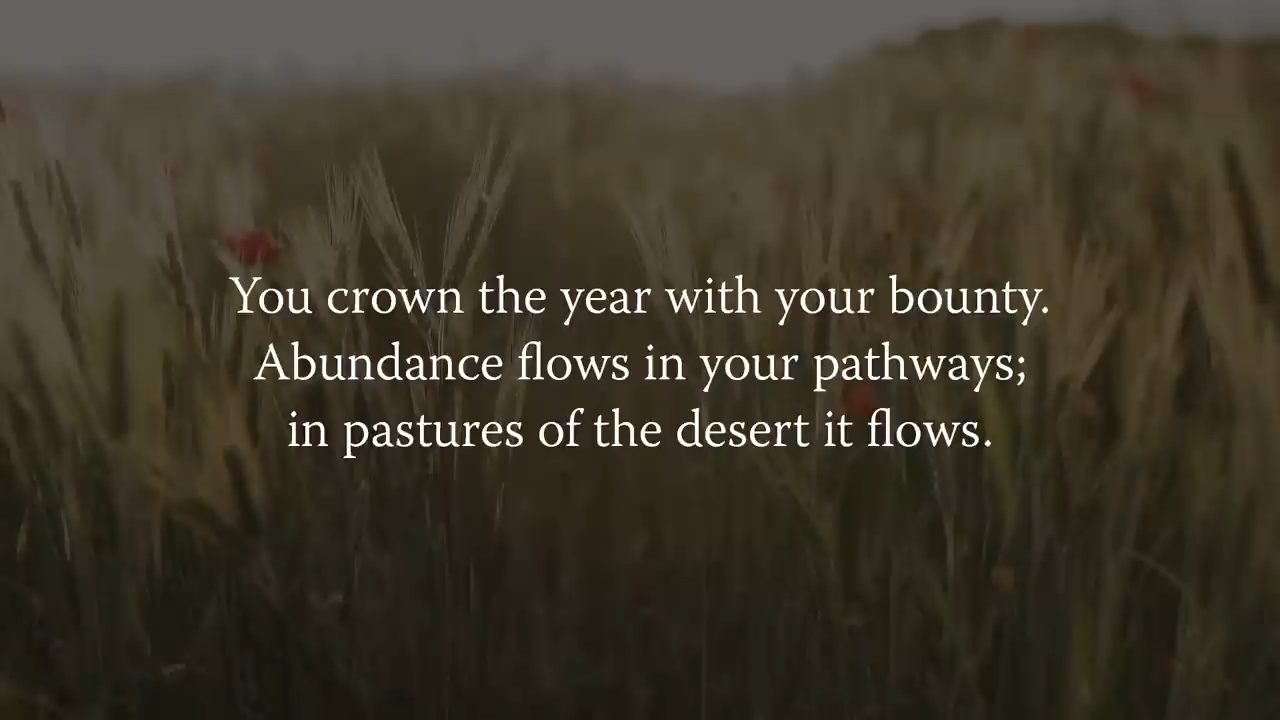 You crown the year with your bounty.
Abundance flows in your pathways;
in pastures of the desert it flows.